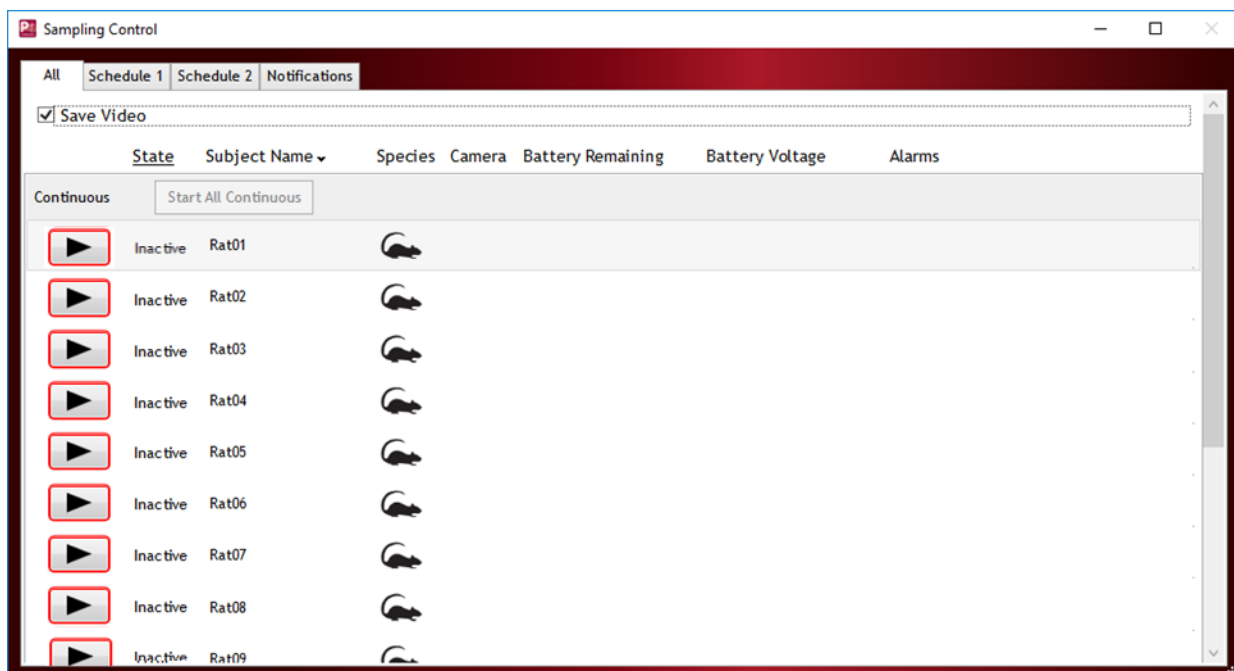 Sampling Control
All Schedule 1 Schedule 2 Notifications
Save Video
State Subject Name Species Camera Battery Remaining Battery Voltage Alarms
Continuous Start All Continuous
Inactive Rat01
Inactive Rat02
Inactive Rat03
Inactive Rat04
Inactive Rat05
Inactive Rat06
Inactive Rat07
Inactive Rat08
Inactive Rat09